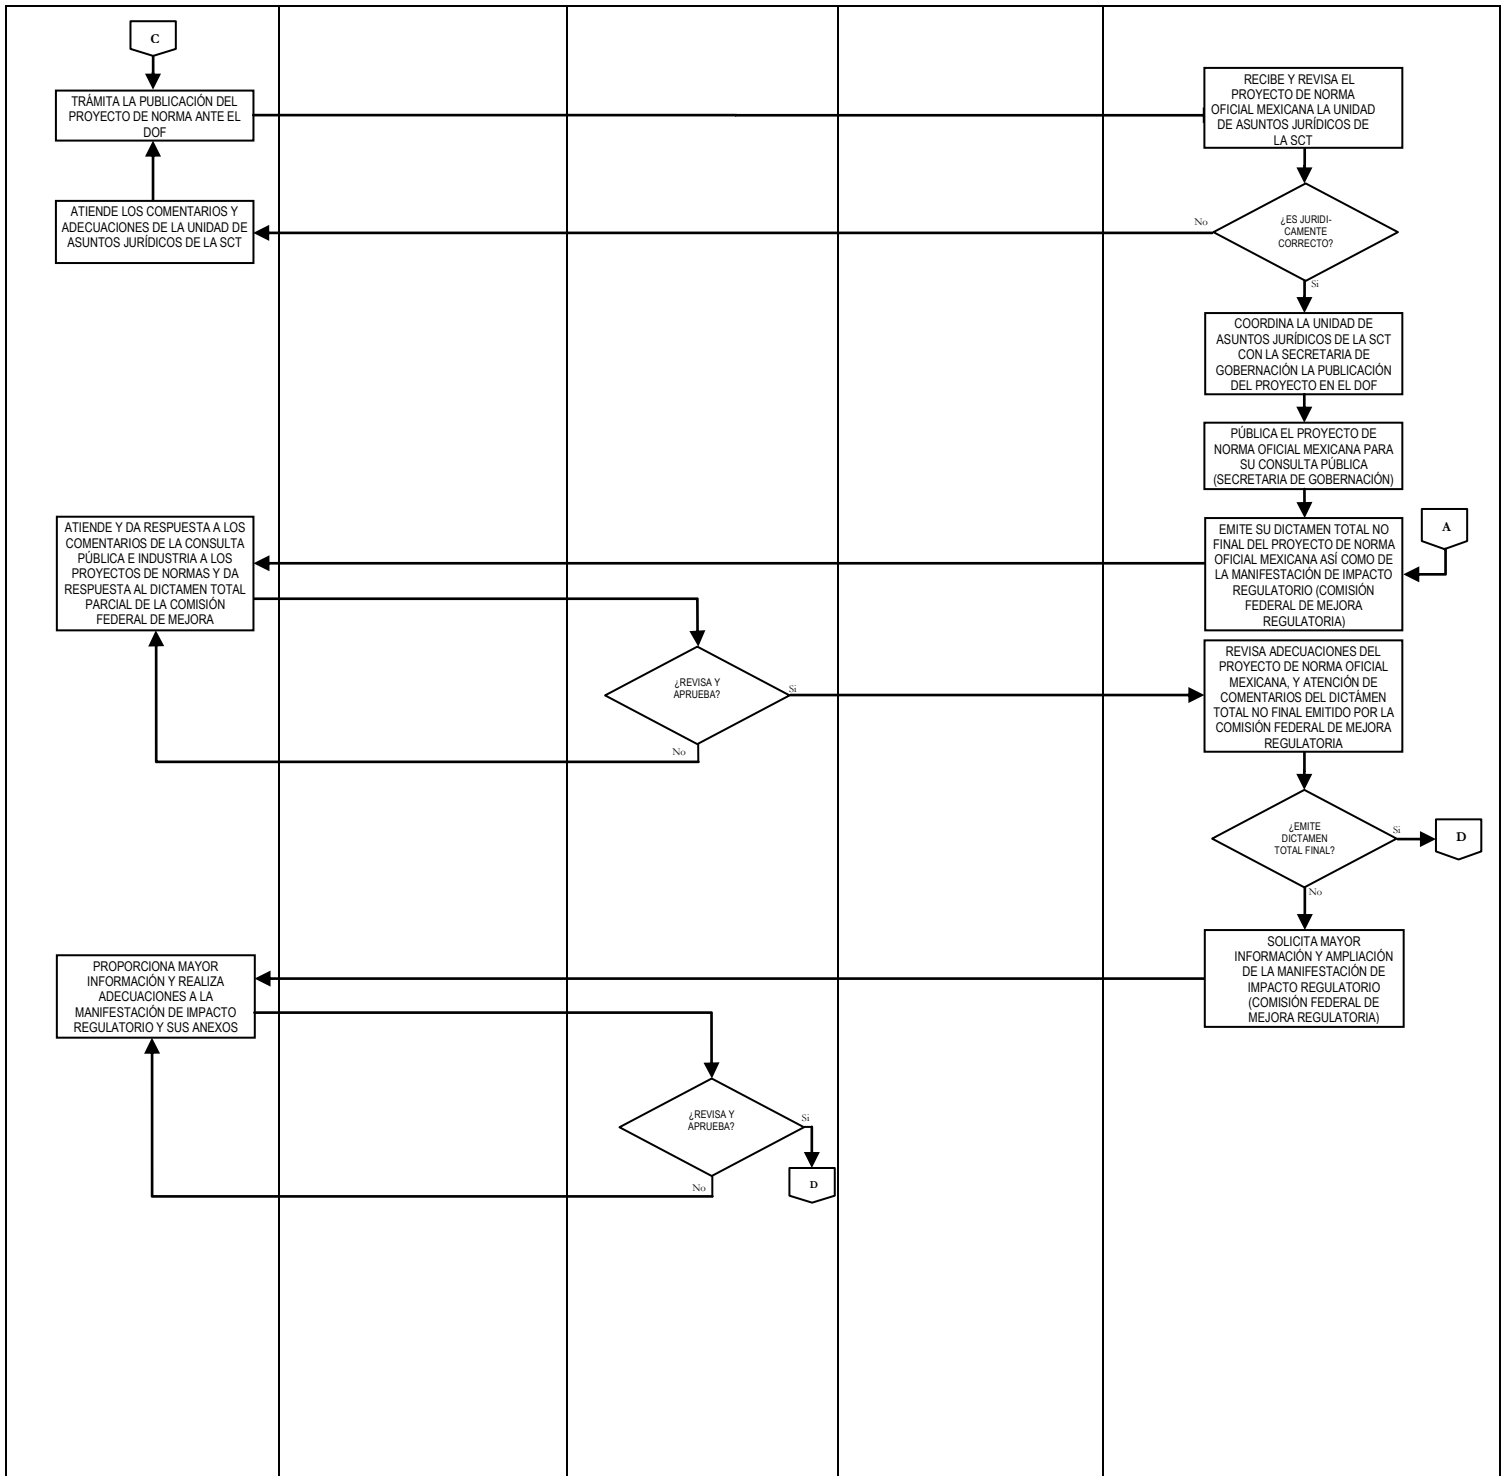 C
TRÁMITA LA PUBLICACIÓN DEL
PROYECTO DE NORMA ANTE EL
DOF
RECIBE Y REVISA EL
PROYECTO DE NORMA
OFICIAL MEXICANA LA UNIDAD
DE ASUNTOS JURÍDICOS DE
LA SCT
ATIENDE LOS COMENTARIOS Y
ADECUACIONES DE LA UNIDAD DE
ASUNTOS JURÍDICOS DE LA SCT
No
¿ES JURIDI-
CAMENTE
CORRECTO?
Si
COORDINA LA UNIDAD DE
ASUNTOS JURÍDICOS DE LA SCT
CON LA SECRETARIA DE
GOBERNACIÓN LA PUBLICACIÓN
DEL PROYECTO EN EL DOF
PÚBLICA EL PROYECTO DE
NORMA OFICIAL MEXICANA PARA
SU CONSULTA PÚBLICA
(SECRETARIA DE GOBERNACIÓN)
ATIENDE Y DA RESPUESTA A LOS
COMENTARIOS DE LA CONSULTA
PÚBLICA E INDUSTRIA A LOS
PROYECTOS DE NORMAS Y DA
RESPUESTA AL DICTAMEN TOTAL
PARCIAL DE LA COMISIÓN
FEDERAL DE MEJORA
EMITE SU DICTAMEN TOTAL NO
FINAL DEL PROYECTO DE NORMA
OFICIAL MEXICANA ASÍ COMO DE
LA MANIFESTACIÓN DE IMPACTO
REGULATORIO (COMISIÓN
FEDERAL DE MEJORA
REGULATORIA)
A
¿REVISA Y
APRUEBA?
Si
No
REVISA ADECUACIONES DEL
PROYECTO DE NORMA OFICIAL
MEXICANA, Y ATENCIÓN DE
COMENTARIOS DEL DICTÁMEN
TOTAL NO FINAL EMITIDO POR LA
COMISIÓN FEDERAL DE MEJORA
REGULATORIA
¿EMITE
DICTAMEN
TOTAL FINAL?
Si
D
No
PROPORCIONA MAYOR
INFORMACIÓN Y REALIZA
ADECUACIONES A LA
MANIFESTACIÓN DE IMPACTO
REGULATORIO Y SUS ANEXOS
SOLICITA MAYOR
INFORMACIÓN Y AMPLIACIÓN
DE LA MANIFESTACIÓN DE
IMPACTO REGULATORIO
(COMISIÓN FEDERAL DE
MEJORA REGULATORIA)
¿REVISA Y
APRUEBA?
Si
No
D